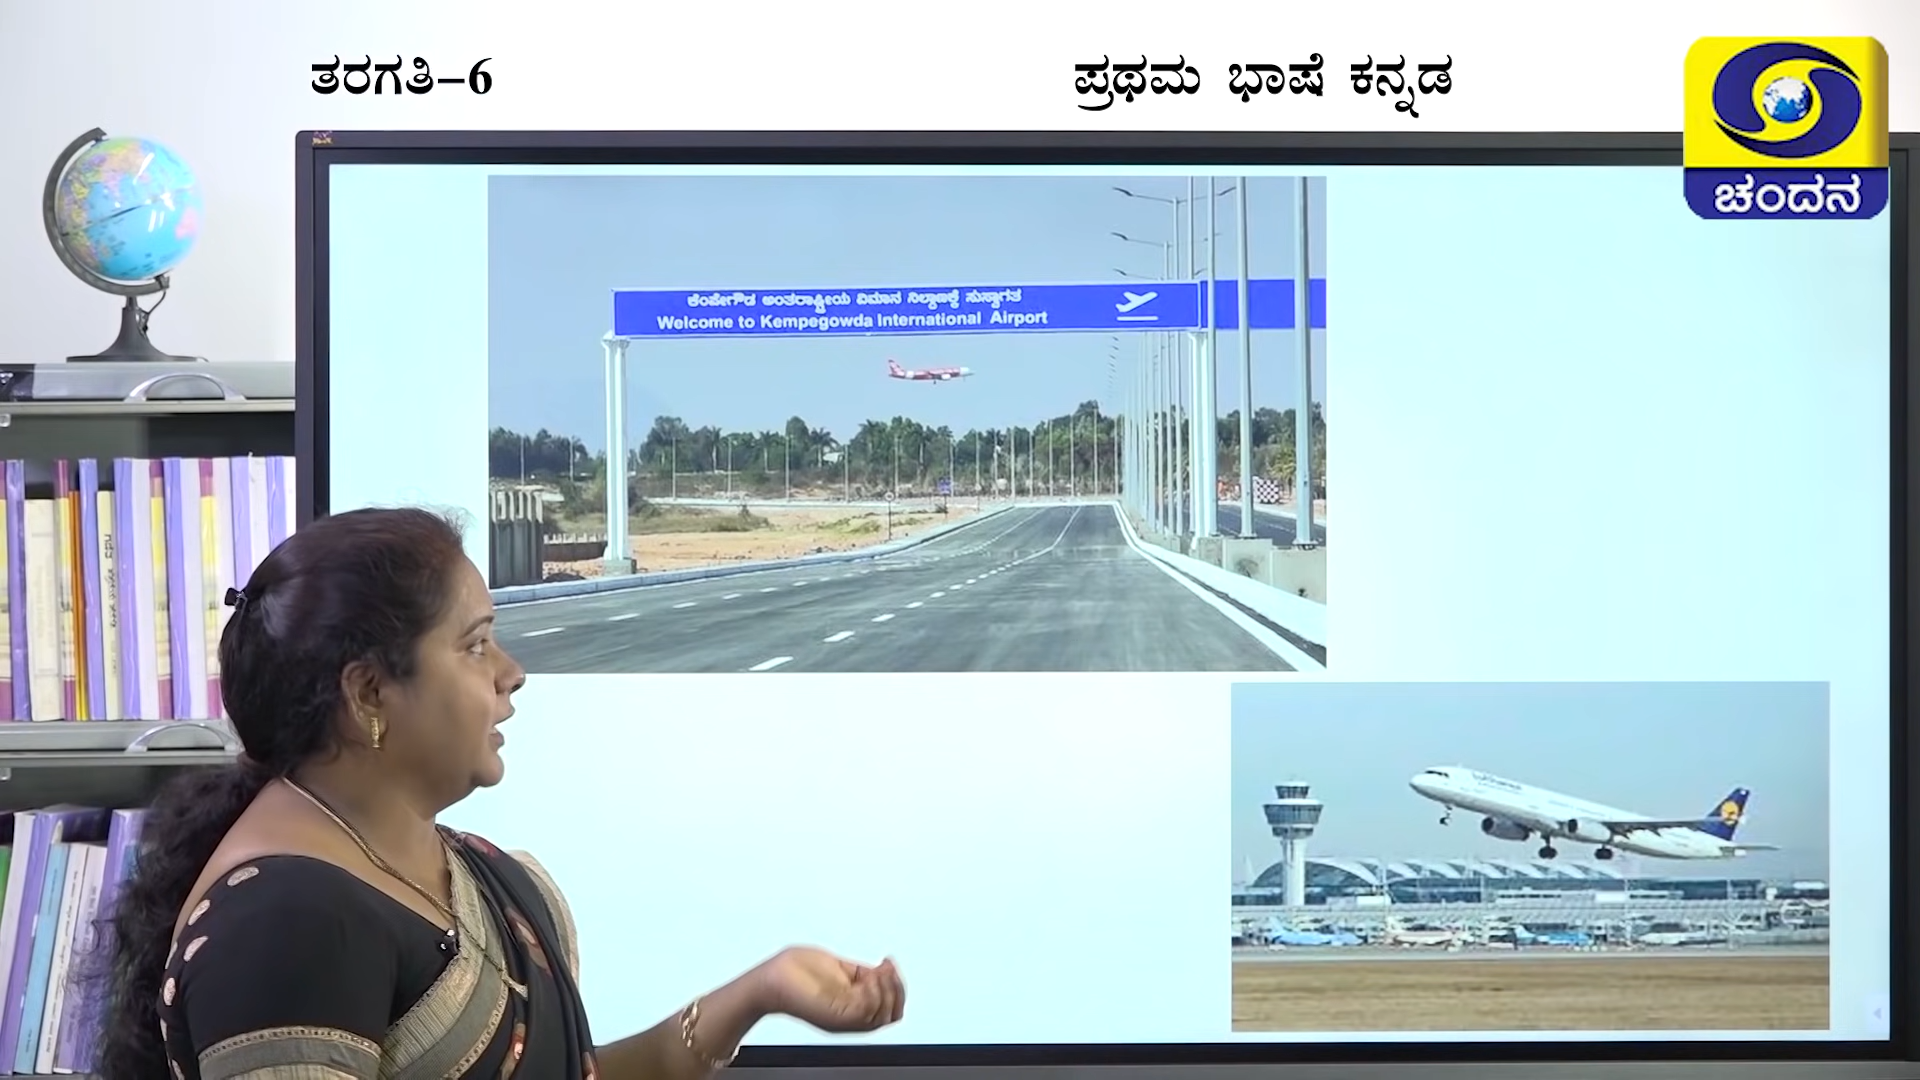 ತರಗತಿ-6
ಪ್ರಥಮ ಭಾಷೆ ಕನ್ನಡ
ಚಂದನ
ಕೆಂಪೇಗೌಡ ಅಂತರಾಷ್ಟ್ರೀಯ ವಿಮಾನ ನಿಲ್ದಾಣಕ್ಕೆ ಸುಸ್ವಾಗತ
Welcome to Kempegowda International Airport